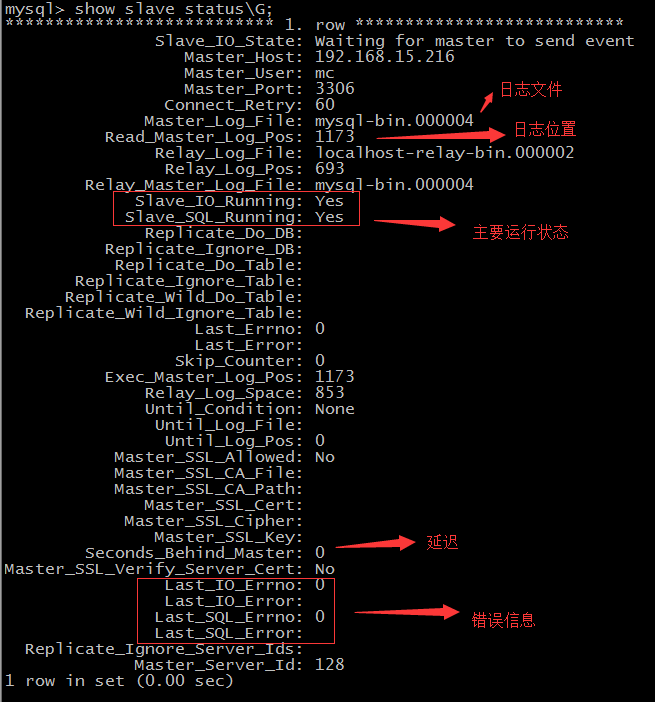 mysql> show slave status\G;
*************************** 1. row ***************************
Slave_IO_State: Waiting for master to send event
Master_Host: 192.168.15.216
Master_User: mc
Master_Port: 3306
Connect_Retry: 60
日志文件
Master_Log_File: mysql-bin.000004
Read_Master_Log_Pos: 1173 日志位置
Relay_Log_File: localhost-relay-bin.000002
Relay_Log_Pos: 693
Relay_Master_Log_File: mysql-bin.000004
Slave_IO_Running: Yes
Slave_SQL_Running: Yes
主要运行状态
Replicate_Do_DB:
Replicate_Ignore_DB:
Replicate_Do_Table:
Replicate_Ignore_Table:
Replicate_Wild_Do_Table:
Replicate_Wild_Ignore_Table:
Last_Errno: 0
Last_Error:
Skip_Counter: 0
Exec_Master_Log_Pos: 1173
Relay_Log_Space: 853
Until_Condition: None
Until_Log_File:
Until_Log_Pos: 0
Master_SSL_Allowed: No
Master_SSL_CA_File:
Master_SSL_CA_Path:
Master_SSL_Cert:
Master_SSL_Cipher:
Master_SSL_Key:
延迟
Seconds_Behind_Master: 0
Master_SSL_Verify_Server_Cert: No
Last_IO_Errno: 0
Last_IO_Error:
Last_SQL_Errno: 0 错误信息
Last_SQL_Error:
Replicate_Ignore_Server_Ids:
Master_Server_Id: 128
1 row in set (0.00 sec)